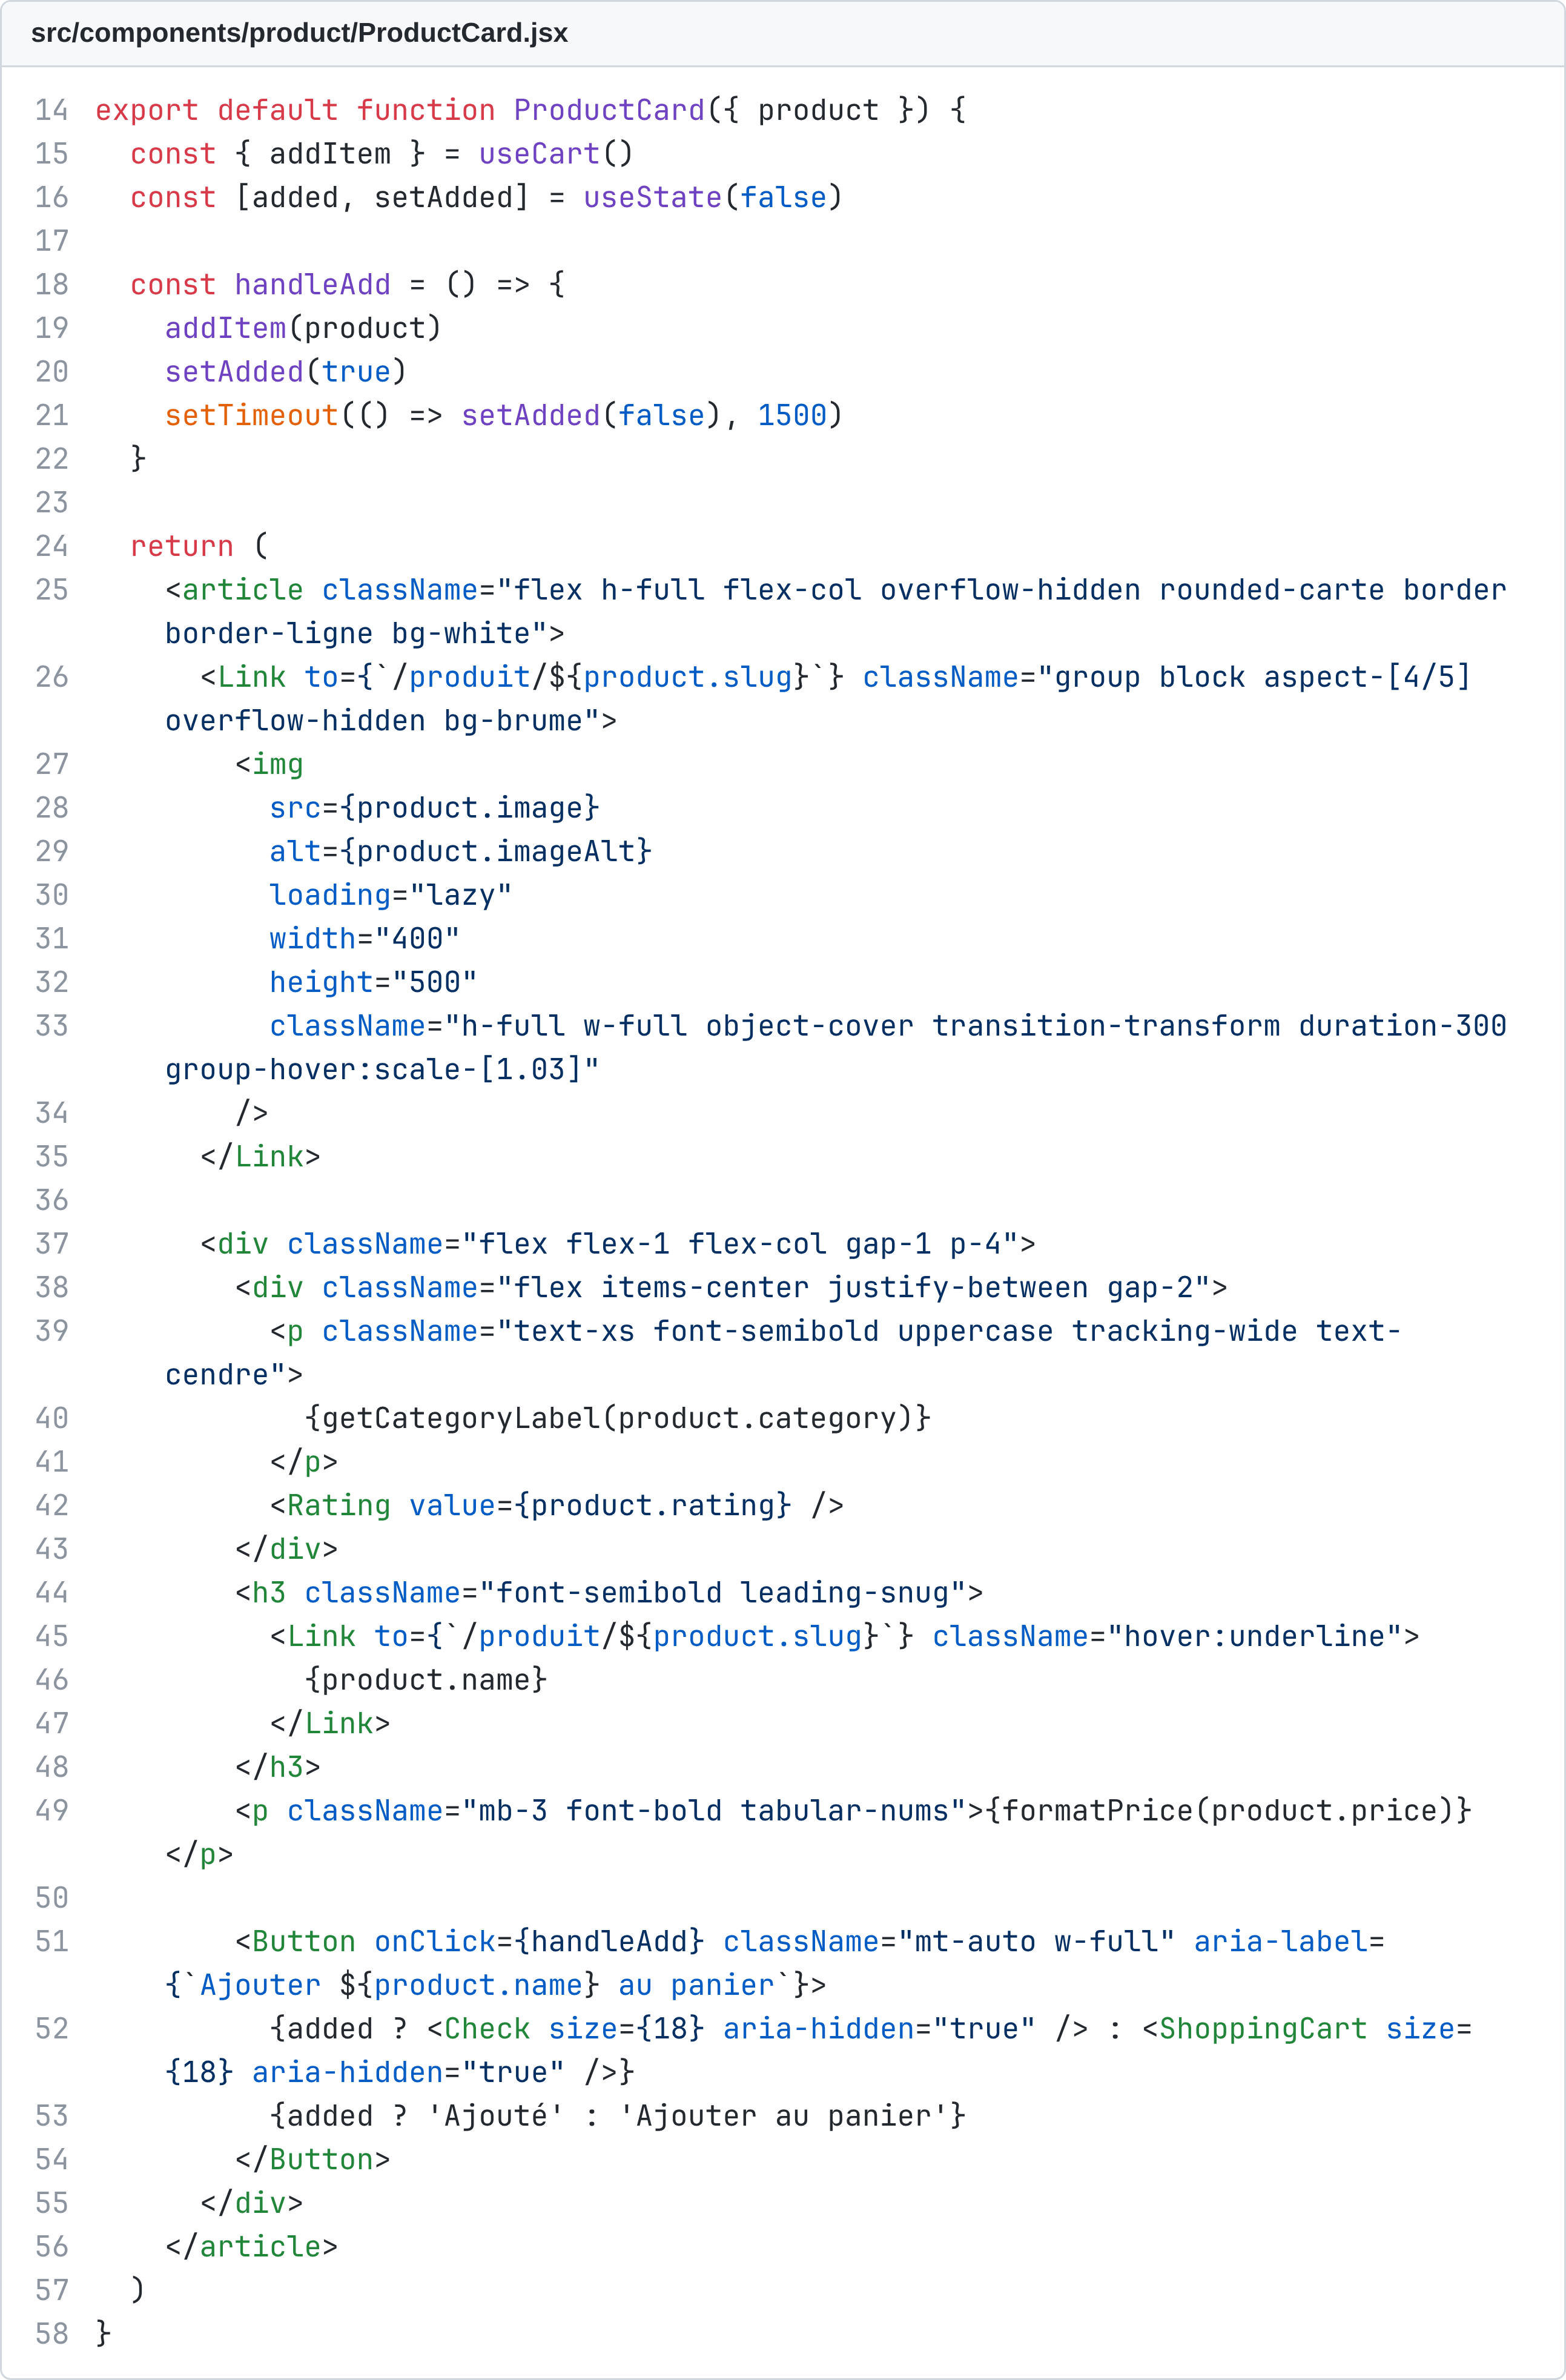 src/components/product/ProductCard.jsx
14 export default function ProductCard({ product }) {
15   const { addItem } = useCart()
16   const [added, setAdded] = useState(false)
17
18   const handleAdd = () => {
19     addItem(product)
20     setAdded(true)
21     setTimeout(() => setAdded(false), 1500)
22   }
23
24   return (
25     <article className="flex h-full flex-col overflow-hidden rounded-carte border
    border-ligne bg-white">
26       <Link to={`/produit/${product.slug}`} className="group block aspect-[4/5]
    overflow-hidden bg-brume">
27         <img
28           src={product.image}
29           alt={product.imageAlt}
30           loading="lazy"
31           width="400"
32           height="500"
33           className="h-full w-full object-cover transition-transform duration-300
    group-hover:scale-[1.03]"
34         />
35       </Link>
36
37       <div className="flex flex-1 flex-col gap-1 p-4">
38         <div className="flex items-center justify-between gap-2">
39           <p className="text-xs font-semibold uppercase tracking-wide text-
    cendre">
40             {getCategoryLabel(product.category)}
41           </p>
42           <Rating value={product.rating} />
43         </div>
44         <h3 className="font-semibold leading-snug">
45           <Link to={`/produit/${product.slug}`} className="hover:underline">
46             {product.name}
47           </Link>
48         </h3>
49         <p className="mb-3 font-bold tabular-nums">{formatPrice(product.price)}
    </p>
50
51         <Button onClick={handleAdd} className="mt-auto w-full" aria-label=
    {`Ajouter ${product.name} au panier`}>
52           {added ? <Check size={18} aria-hidden="true" /> : <ShoppingCart size=
    {18} aria-hidden="true" />}
53           {added ? 'Ajouté' : 'Ajouter au panier'}
54         </Button>
55       </div>
56     </article>
57   )
58 }